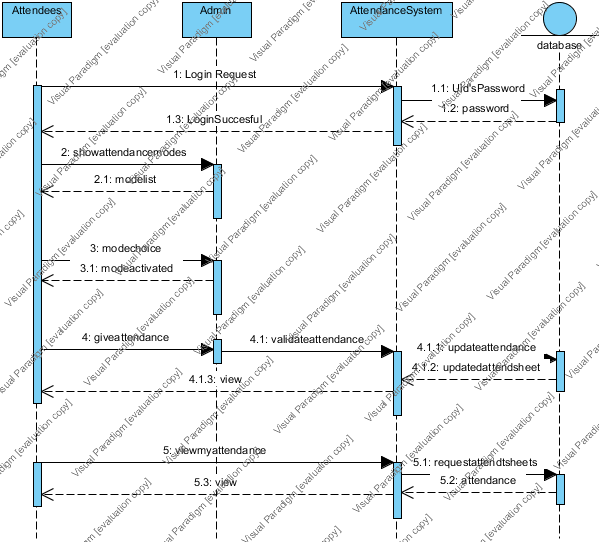 Attendees
Admin
AttendanceSystem
database
1: Login Request
1.1: UId'sPassword
1.2: password
1.3: LoginSuccesful
2: showattendancemodes
2.1: modelist
3: modechoice
3.1: modeactivated
4: giveattendance
4.1: validateattendance
4.1.1: updateattendance
4.1.2: updatedattendsheet
4.1.3: view
5: viewmyattendance
5.1: requestattendtsheets
5.2: attendance
5.3: view
Visual Paradigm [evaluation copy]